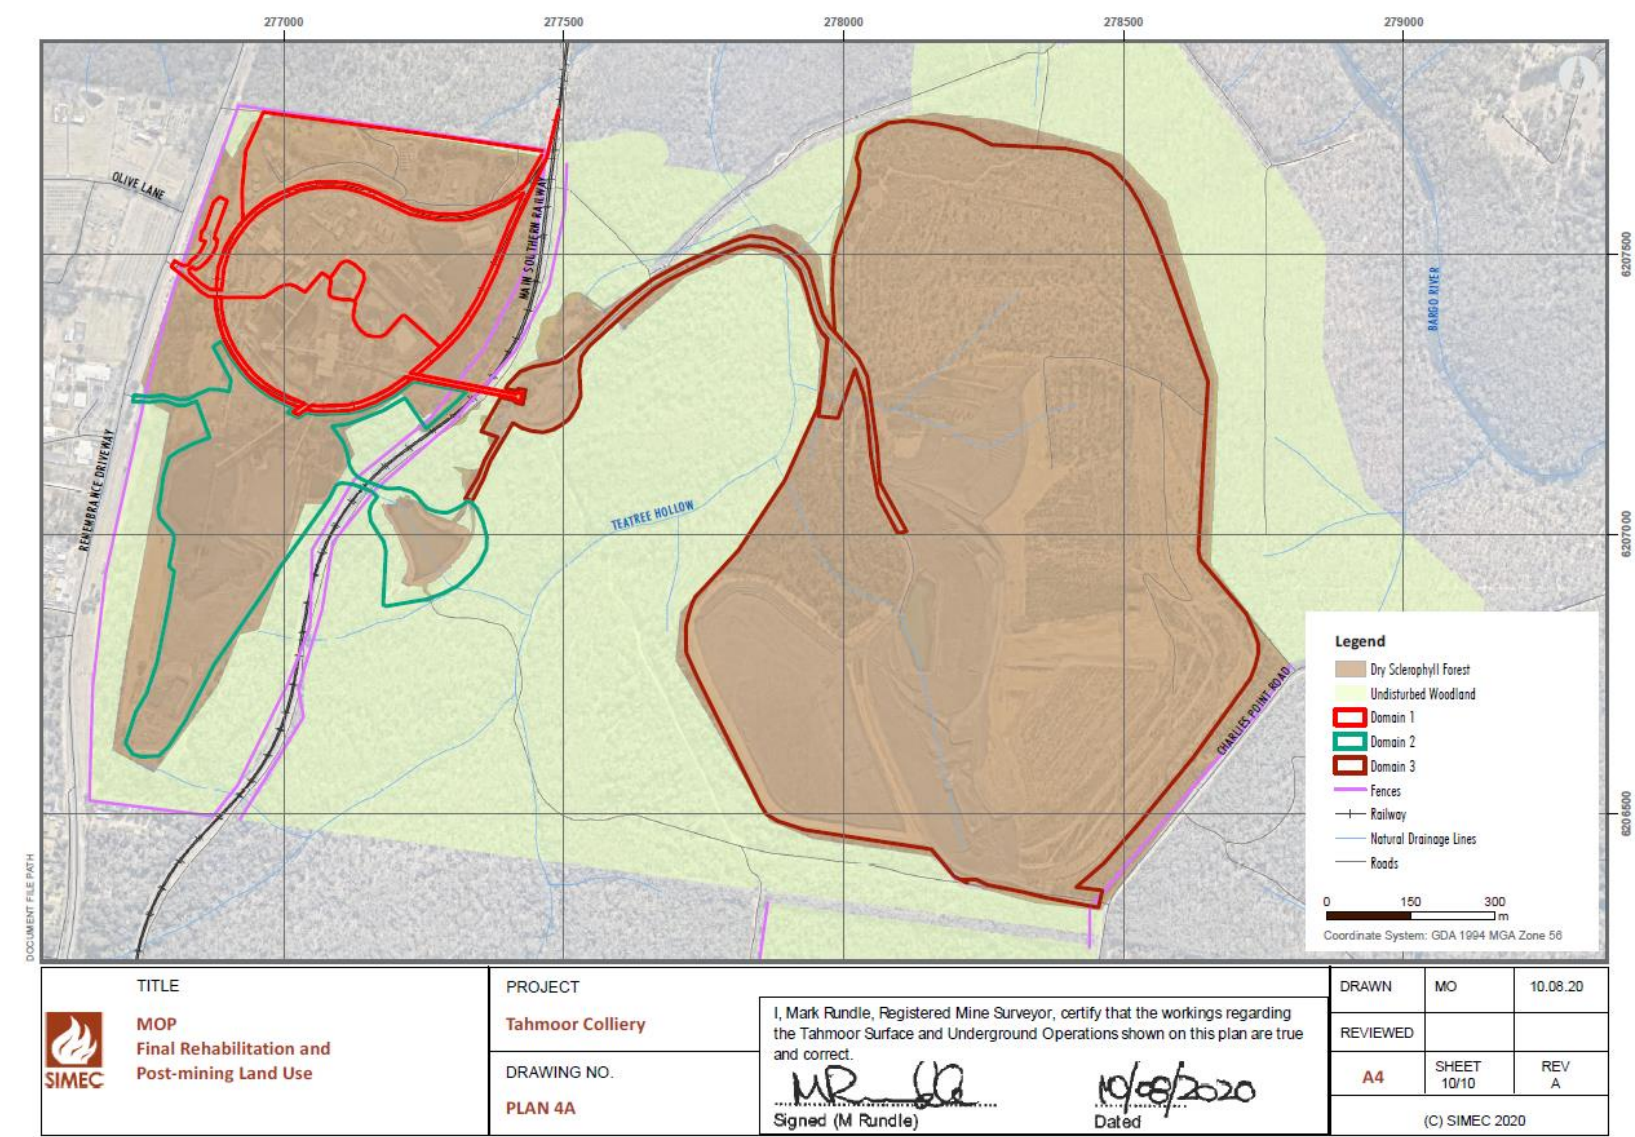 277000
277500
278000
278500
279000
OLIVE LANE
MAIN SOUTHERN RAILWAY
REMEMBRANCE DRIVEWAY
TEATREE HOLLOW
BARGO RIVER
CHARLIES POINT ROAD
6207500
6207000
6206500
Legend
Dry Sclerophyll Forest
Undisturbed Woodland
Domain 1
Domain 2
Domain 3
Fences
Railway
Natural Drainage Lines
Roads
0 150 300
m
Coordinate System: GDA 1994 MGA Zone 56
DOCUMENT FILE PATH
TITLE
MOP
Final Rehabilitation and
Post-mining Land Use
SIMEC
PROJECT
Tahmoor Colliery
DRAWING NO.
PLAN 4A
I, Mark Rundle, Registered Mine Surveyor, certify that the workings regarding
the Tahmoor Surface and Underground Operations shown on this plan are true
and correct.
10/08/2020
Signed (M Rundle)
Dated
DRAWN MO 10.08.20
REVIEWED
A4
SHEET
10/10
REV
A
(C) SIMEC 2020